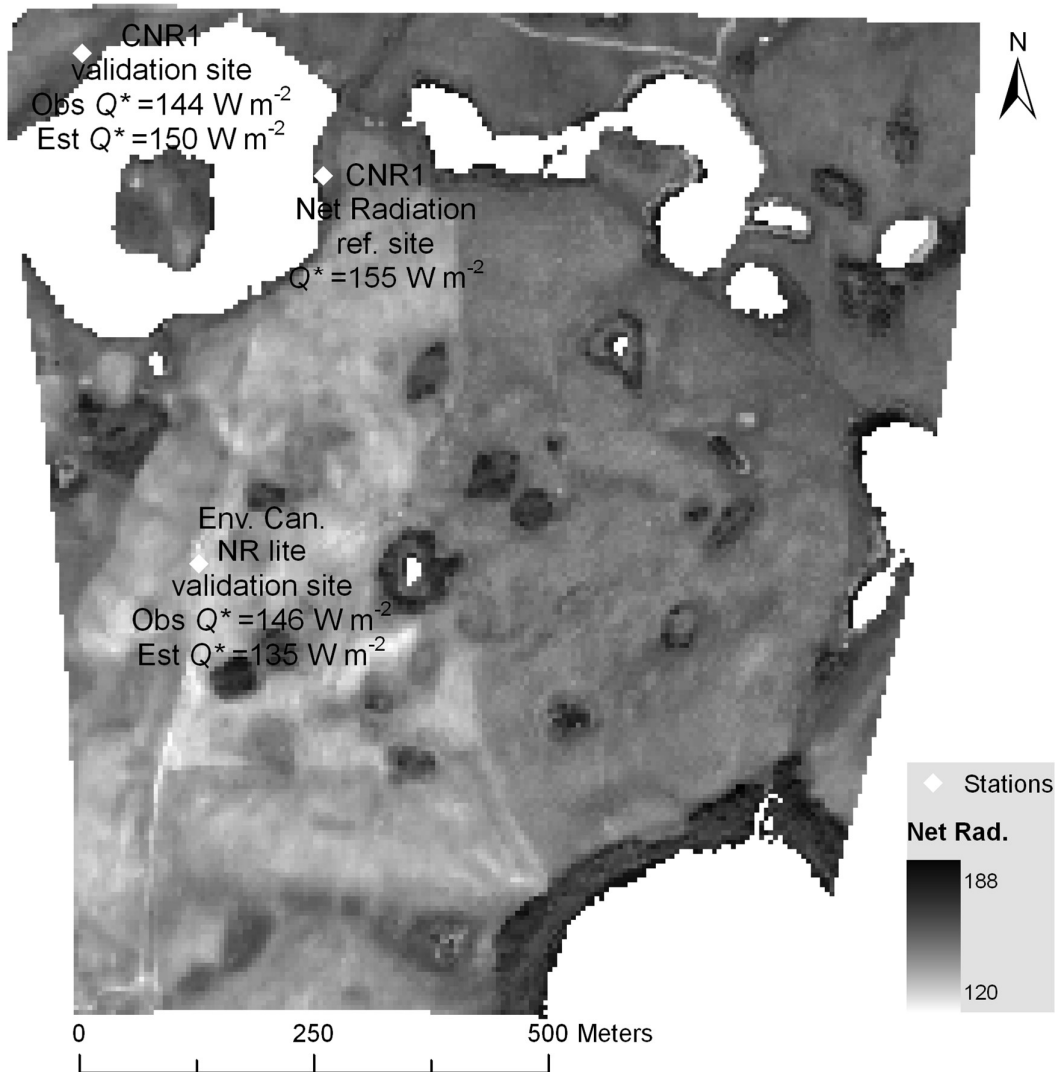 CNR1
validation site
Obs Q* =144 W m-2
Est Q* =150 W m-2
N
CNR1
Net Radiation
ref. site
Q* =155 W m-2
Env. Can.
NR lite
validation site
Obs Q* =146 W m-2
Est Q* =135 W m-2
Stations
Net Rad.
188
120
0 250 500 Meters